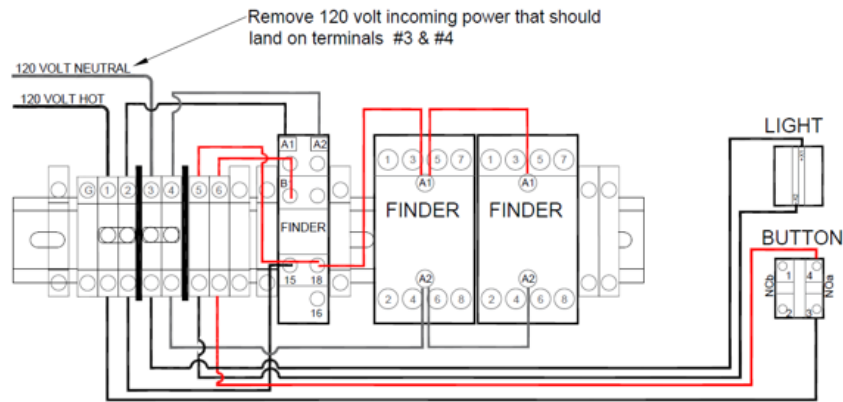 Remove 120 volt incoming power that should
land on terminals #3 & #4
120 VOLT NEUTRAL
120 VOLT HOT
LIGHT
A1 A2
1 3 5 7
1 3 5 7
G 1 2 3 4 5 6
B
A1
A1
FINDER
FINDER
FINDER
BUTTON
15 18
A2
A2
1 4
NCb
NOa
2 4 6 8
2 4 6 8
16
2 3